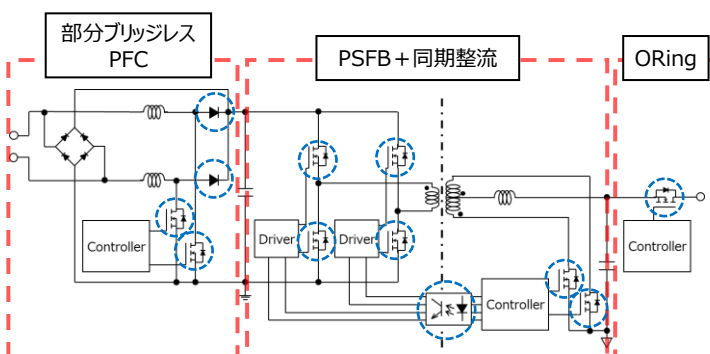 部分ブリッジレス
PFC
PSFB＋同期整流
ORing
Controller
Driver
Driver
Controller
Controller